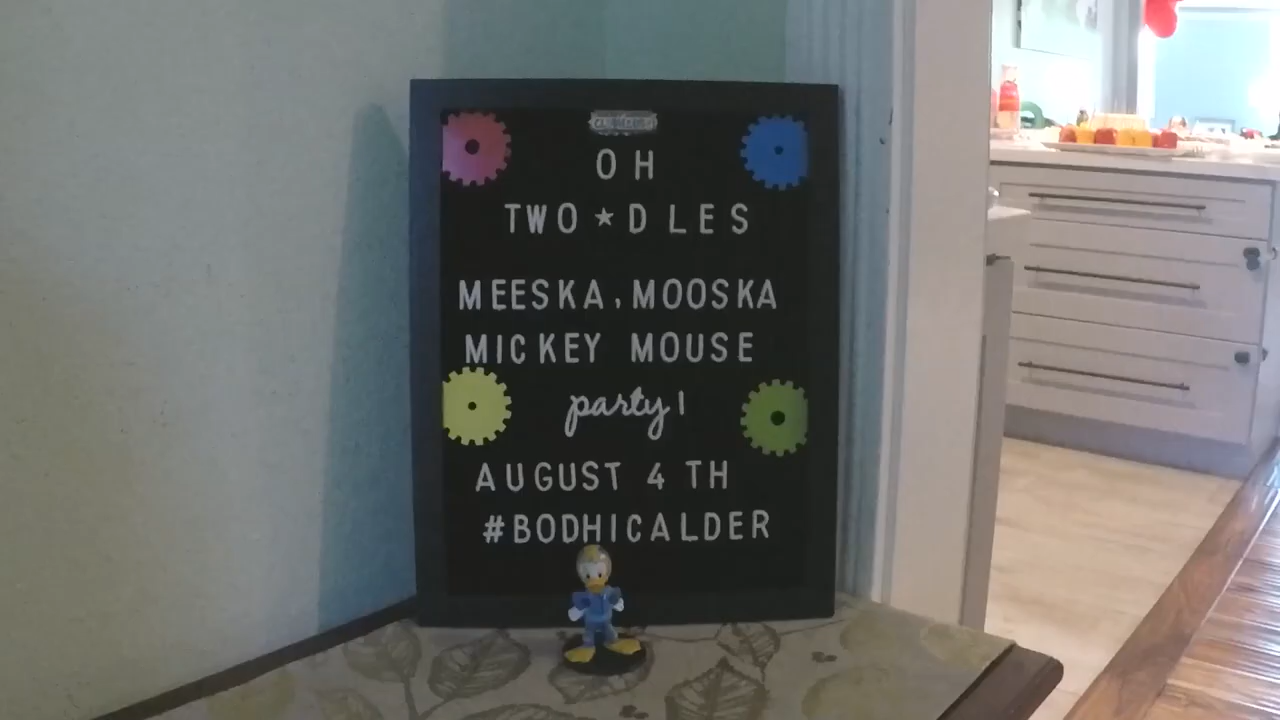 OH
TWO★DLES
MEESKA, MOOSKA
MICKEY MOUSE
party!
AUGUST 4 TH
#BODHICALDER